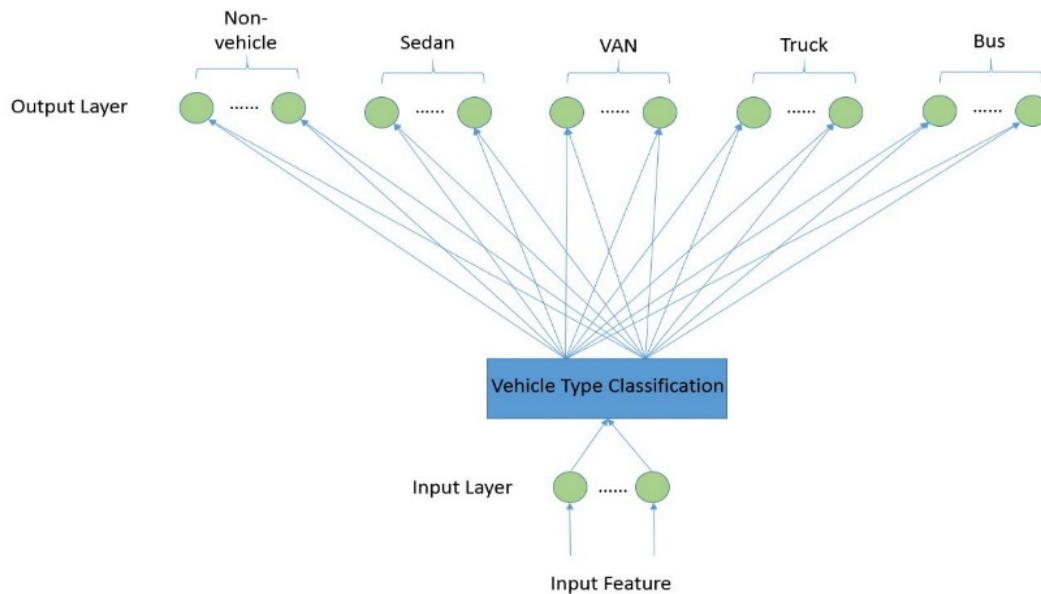 Non-
vehicle
Sedan
VAN
Truck
Bus
Output Layer
......
......
......
......
......
Vehicle Type Classification
Input Layer
......
Input Feature